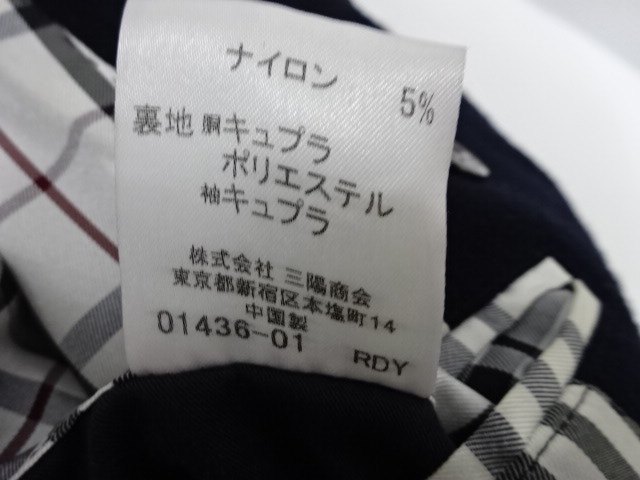 ナイロン 5%
裏地 胴キュプラ
ポリエステル
袖キュプラ
株式会社 三陽商会
東京都新宿区本塩町14
中国製
01436-01 RDY